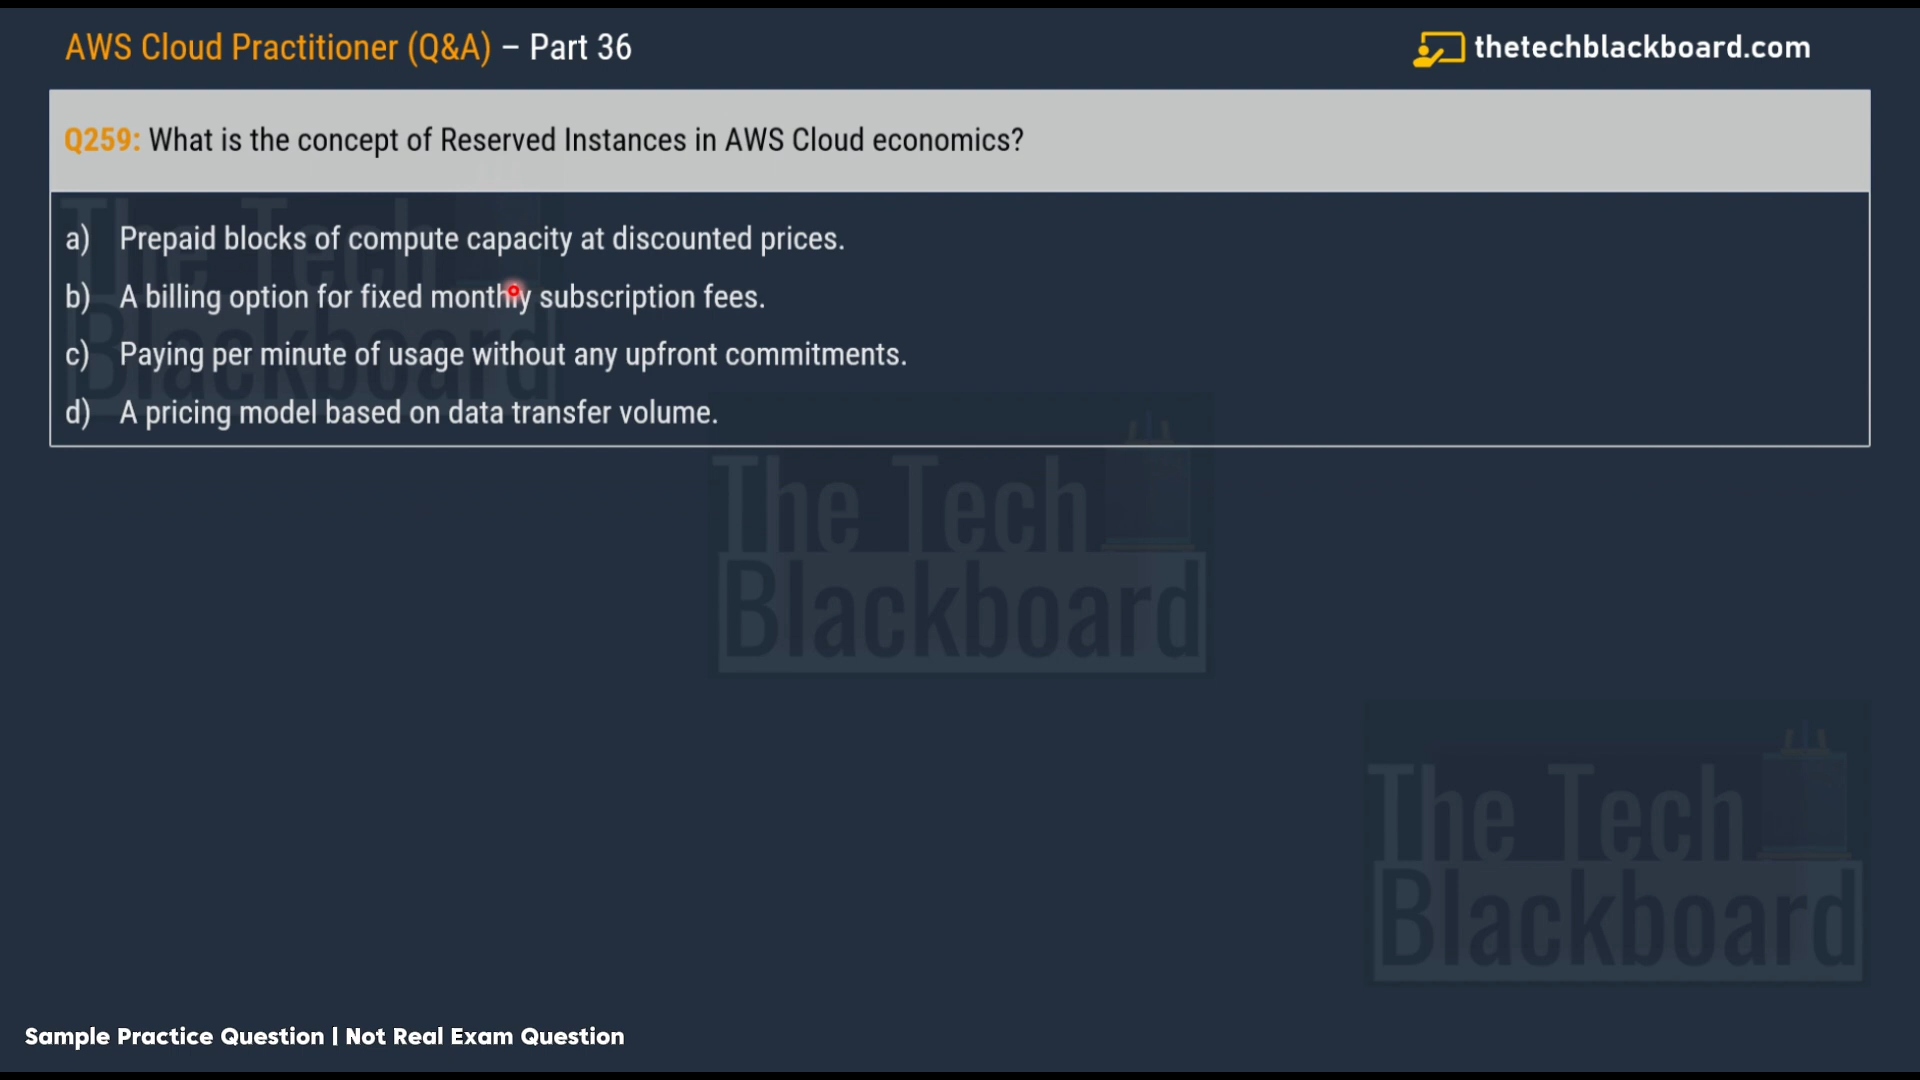 AWS Cloud Practitioner (Q&A) – Part 36
thetechblackboard.com
Q259: What is the concept of Reserved Instances in AWS Cloud economics?
a) Prepaid blocks of compute capacity at discounted prices.
b) A billing option for fixed monthly subscription fees.
c) Paying per minute of usage without any upfront commitments.
d) A pricing model based on data transfer volume.
The Tech
Blackboard
The Tech
Blackboard
The Tech
Blackboard
Sample Practice Question | Not Real Exam Question